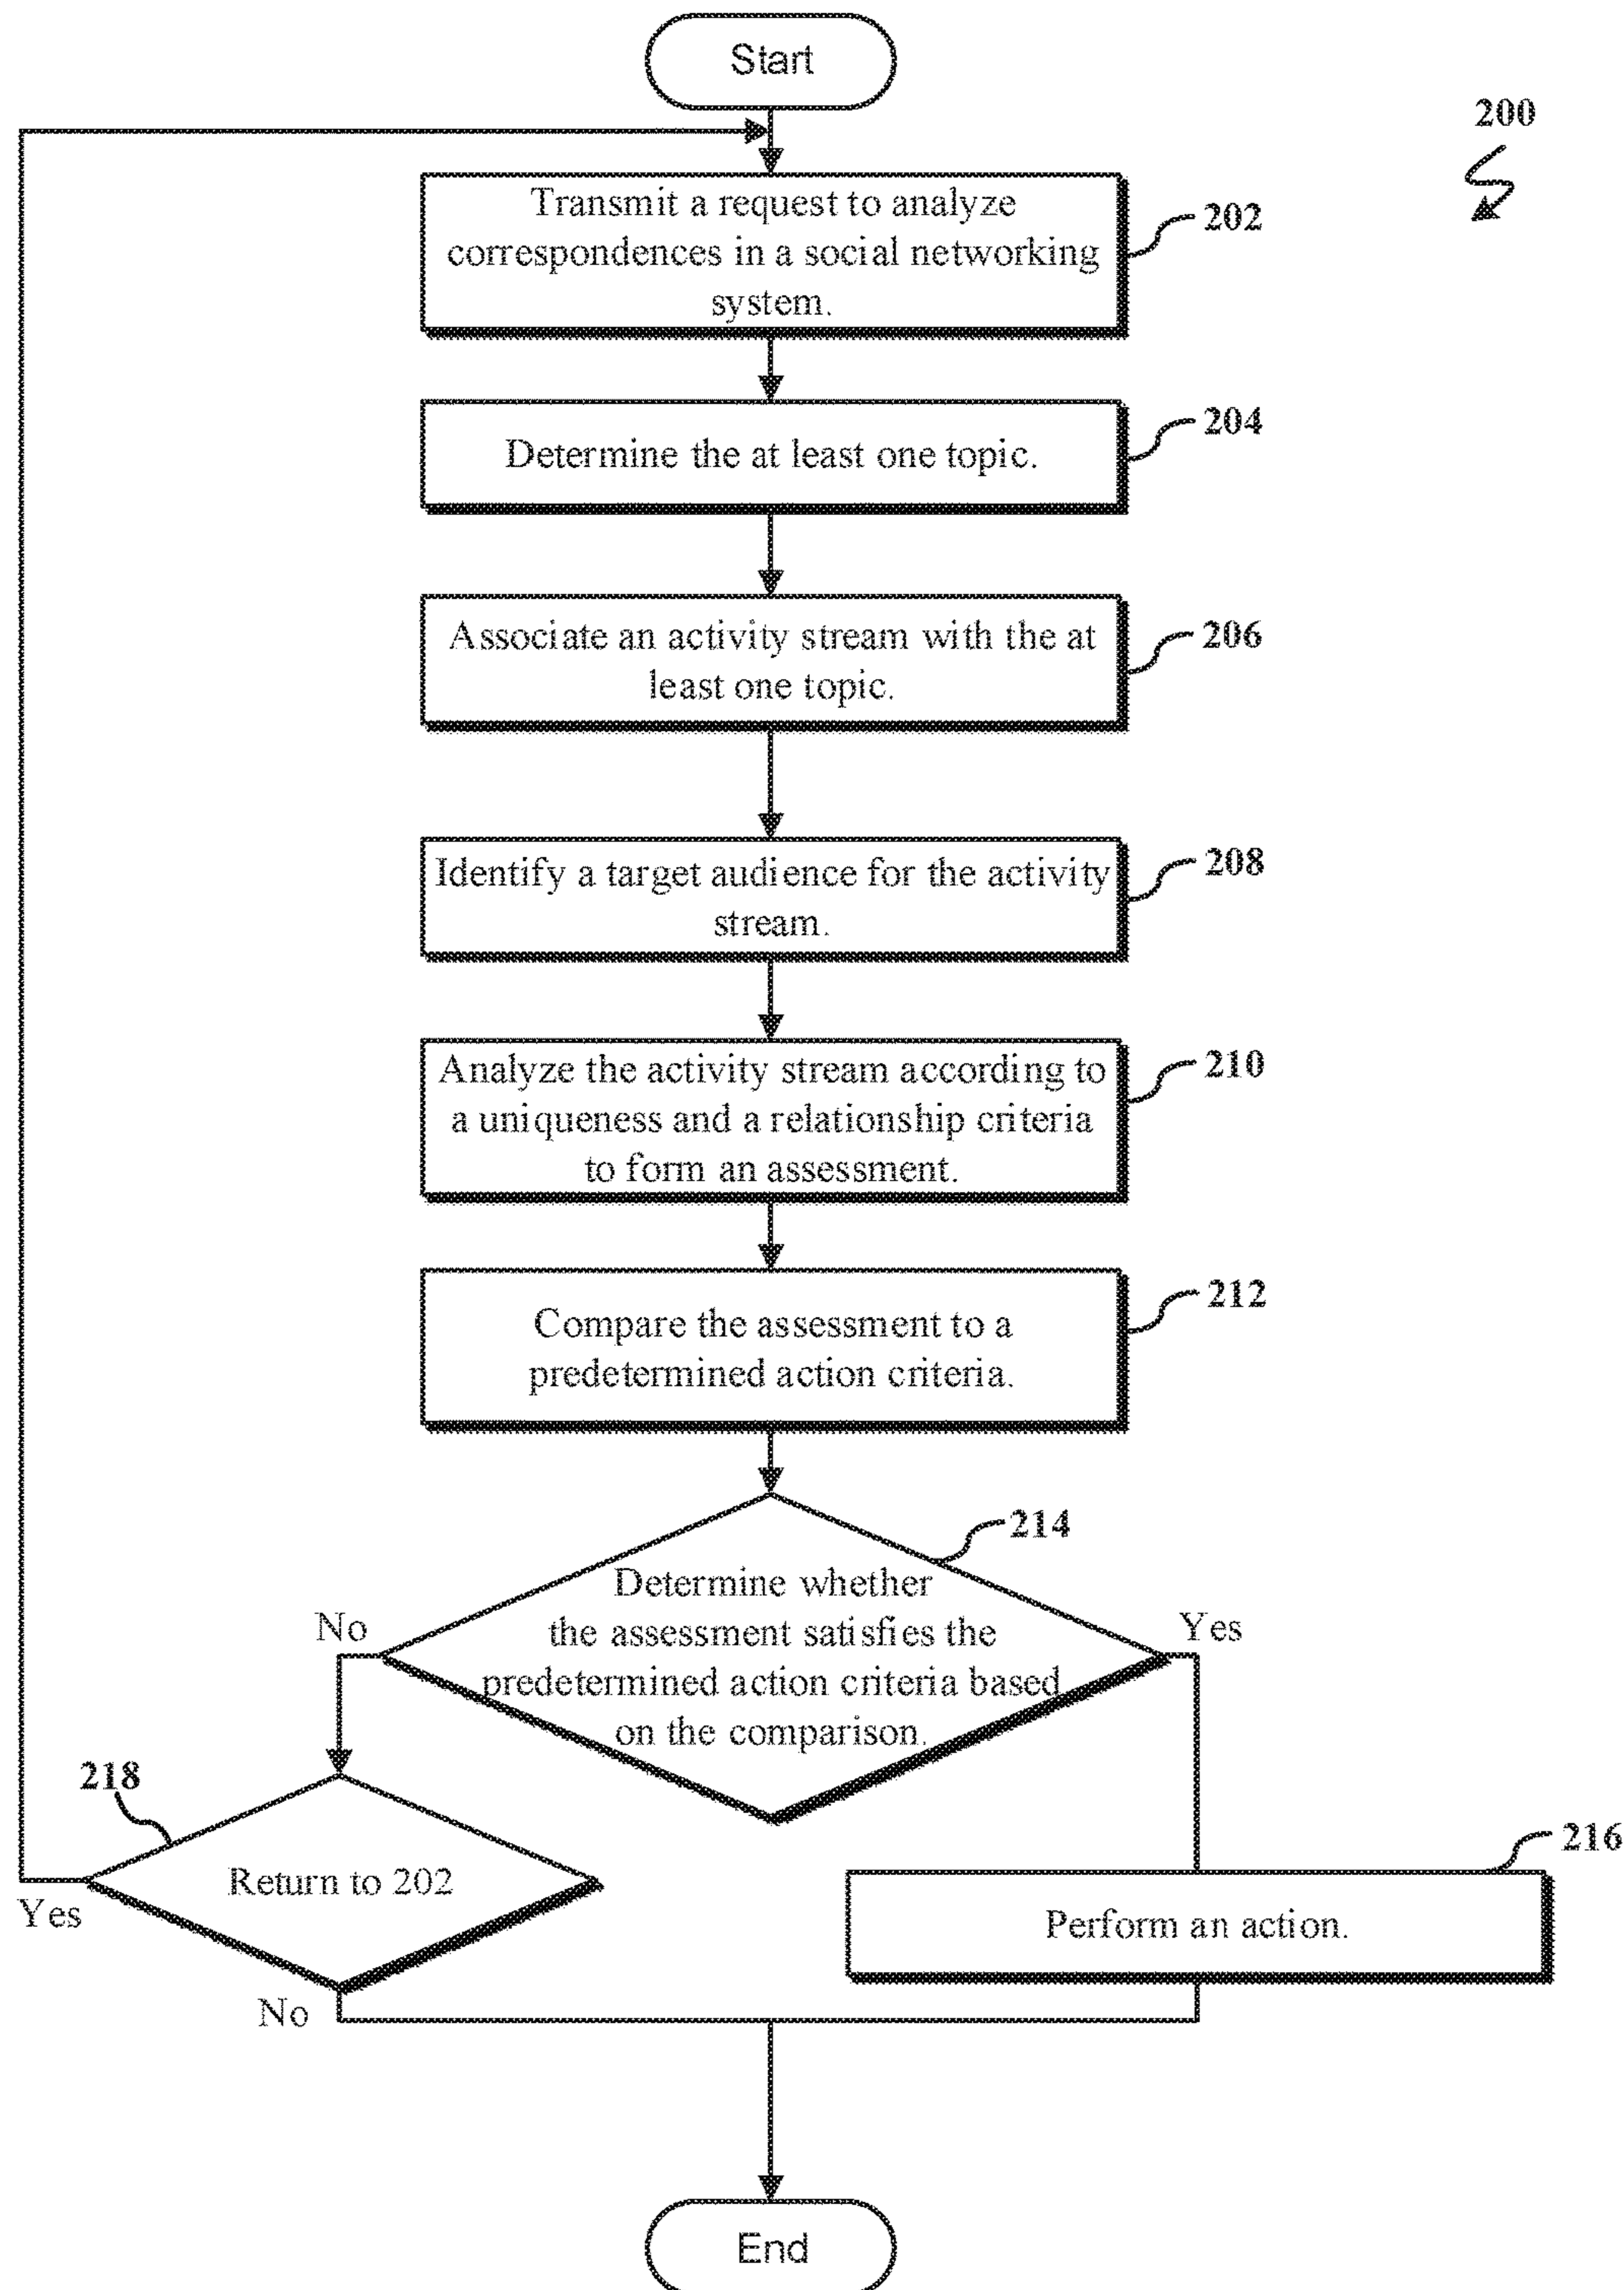 Start
200
Transmit a request to analyze
correspondences in a social networking
system.
202
Determine the at least one topic.
204
Associate an activity stream with the at
least one topic.
206
Identify a target audience for the activity
stream.
208
Analyze the activity stream according to
a uniqueness and a relationship criteria
to form an assessment.
210
Compare the assessment to a
predetermined action criteria.
212
214
Determine whether
the assessment satisfies the
predetermined action criteria based
on the comparison.
No
Yes
218
Return to 202
Yes
No
216
Perform an action.
End